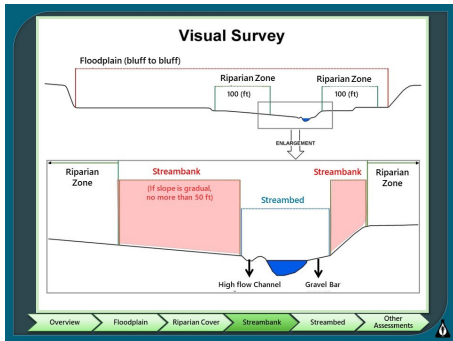 Visual Survey
Floodplain (bluff to bluff)
Riparian Zone
100 (ft)
Riparian Zone
100 (ft)
ENLARGEMENT
Riparian
Zone
Streambank
(If slope is gradual,
no more than 50 ft)
Streambed
Streambank
Riparian
Zone
High flow Channel
Gravel Bar
Overview
Floodplain
Riparian Cover
Streambank
Streambed
Other
Assessments